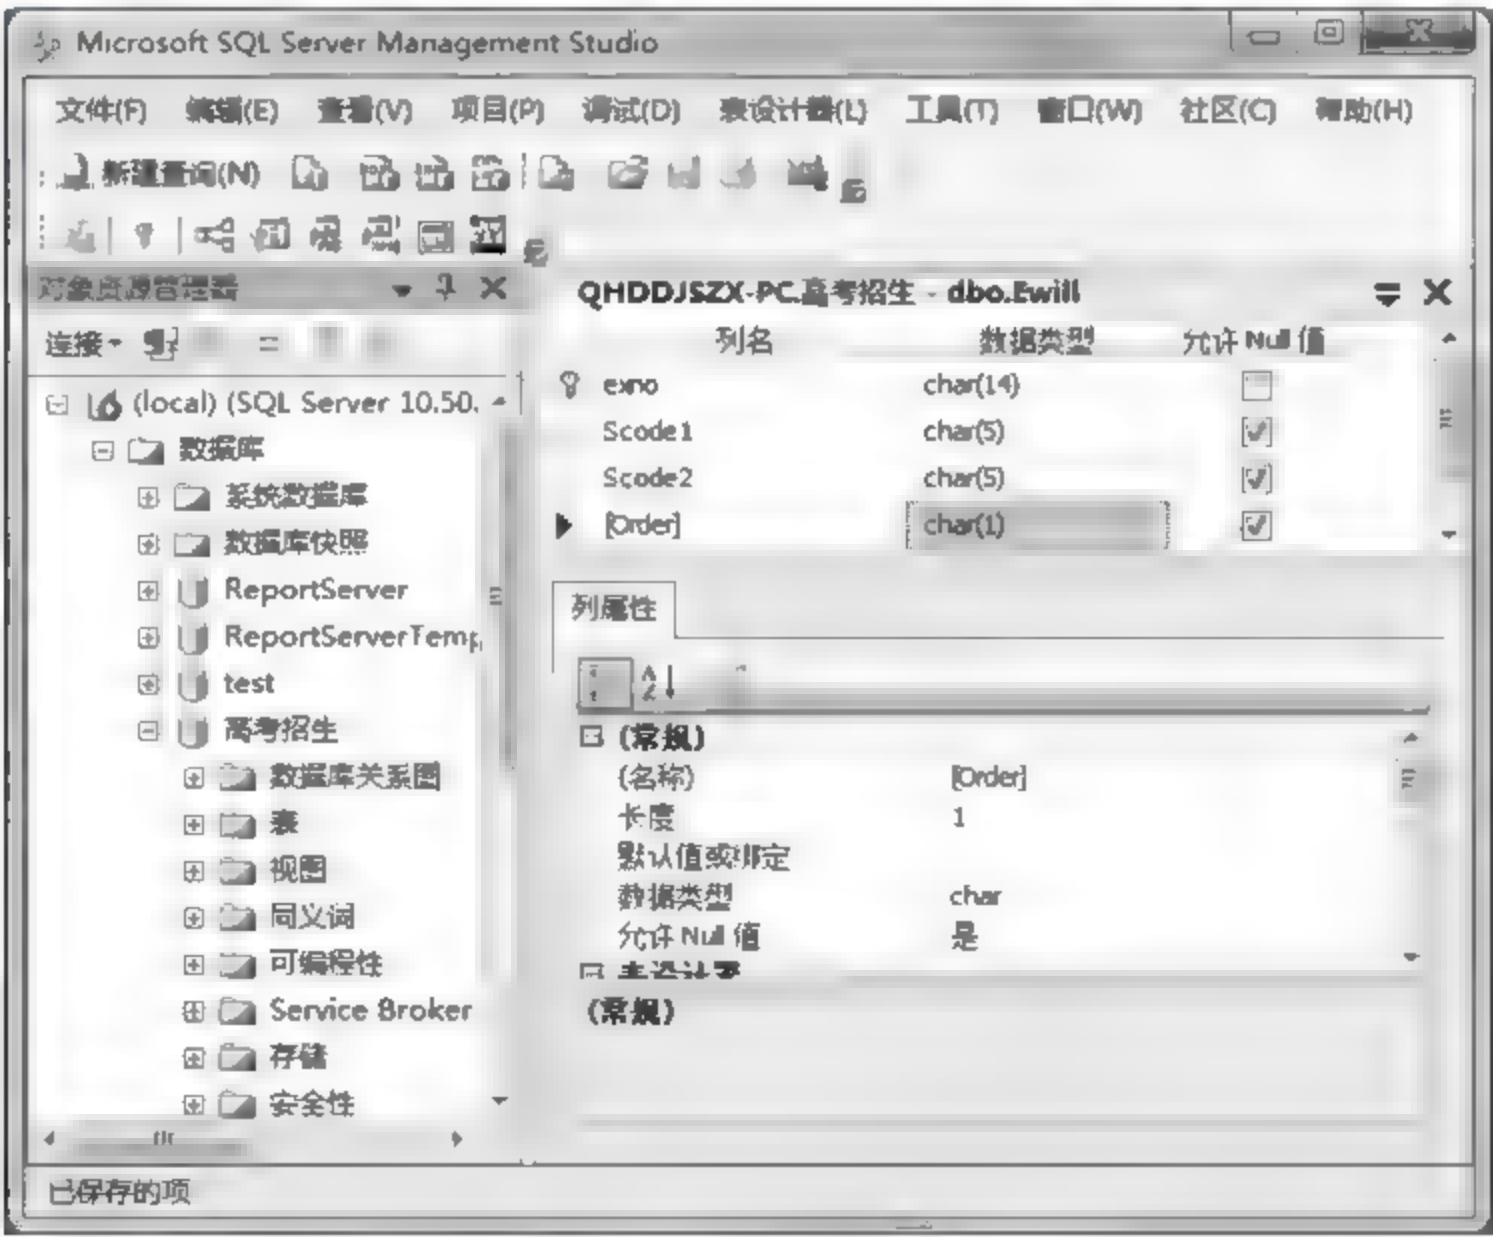 Microsoft SQL Server Management Studio
文件(F) 编辑(E) 查看(V) 项目(P) 调试(D) 表设计器(L) 工具(T) 窗口(W) 社区(C) 帮助(H)
新建查询(N)
对象资源管理器
连接
(local) (SQL Server 10.50.
数据库
系统数据库
数据库快照
ReportServer
ReportServerTemp
test
高考招生
数据库关系图
表
视图
同义词
可编程性
Service Broker
存储
安全性
QHDDJSZX-PC.高考招生 - dbo.Ewill
列名 数据类型 允许 Null 值
exno char(14)
Scode1 char(5)
Scode2 char(5)
[Order] char(1)
列属性
(常规)
(名称) [Order]
长度 1
默认值或绑定
数据类型 char
允许 Null 值 是
表设计器
(常规)
已保存的项